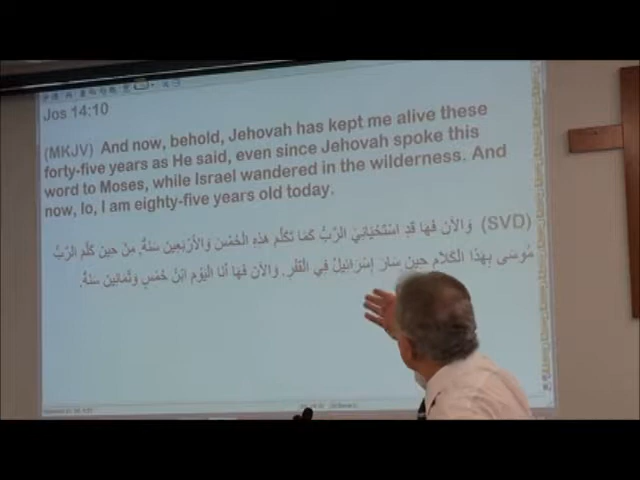 Jos 14:10
(MKJV) And now, behold, Jehovah has kept me alive these
forty-five years as He said, even since Jehovah spoke this
word to Moses, while Israel wandered in the wilderness. And
now, lo, I am eighty-five years old today.
(SVD) وَالآنَ فَهَا قَدِ اسْتَحْيَانِيَ الرَّبُّ كَمَا تَكَلَّمَ هَذِهِ الْخَمْسَ وَالأَرْبَعِينَ سَنَةً, مِنْ حِينَ كَلَّمَ الرَّبُّ
مُوسَى بِهَذَا الْكَلاَمِ حِينَ سَارَ إِسْرَائِيلُ فِي الْقَفْرِ. وَالآنَ فَهَا أَنَا الْيَوْمَ ابْنُ خَمْسٍ وَثَمَانِينَ سَنَةً.